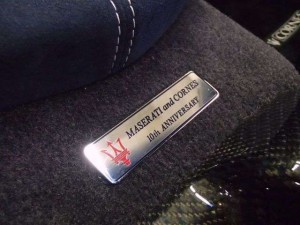 MASERATI and CORNES
10th ANNIVERSARY